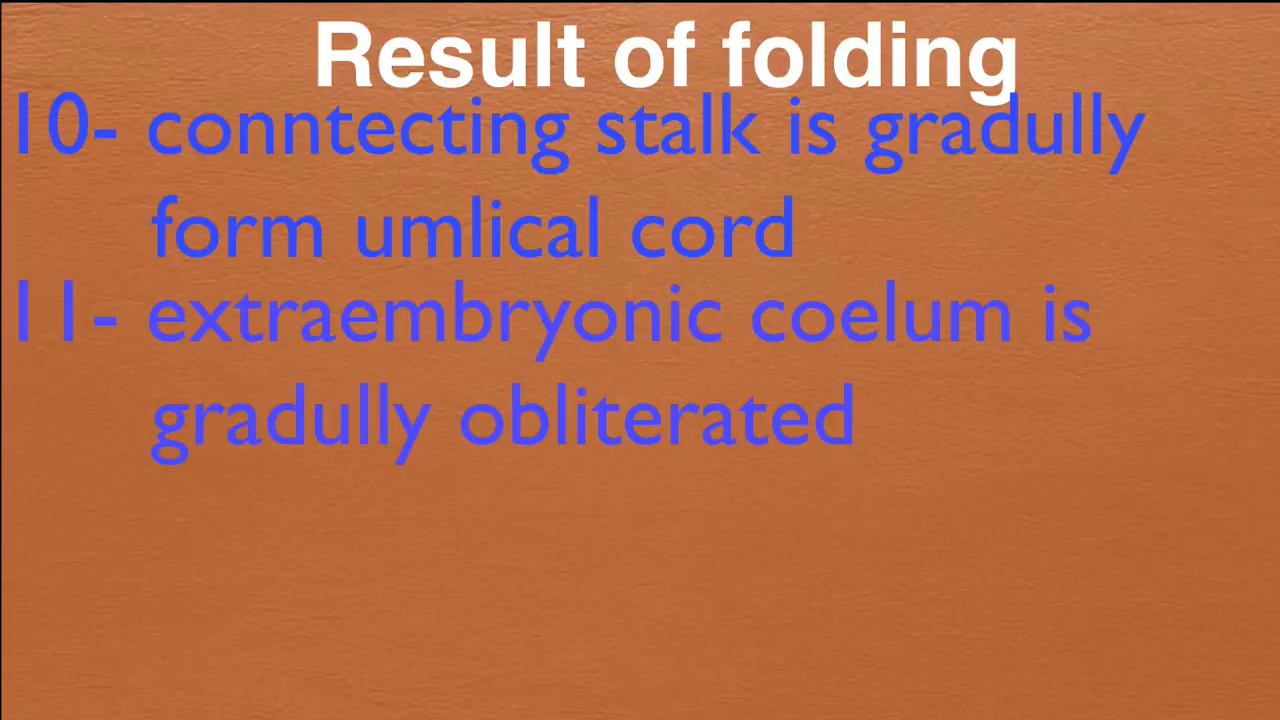 Result of folding
10- conntecting stalk is gradully
form umlical cord
11- extraembryonic coelum is
gradully obliterated